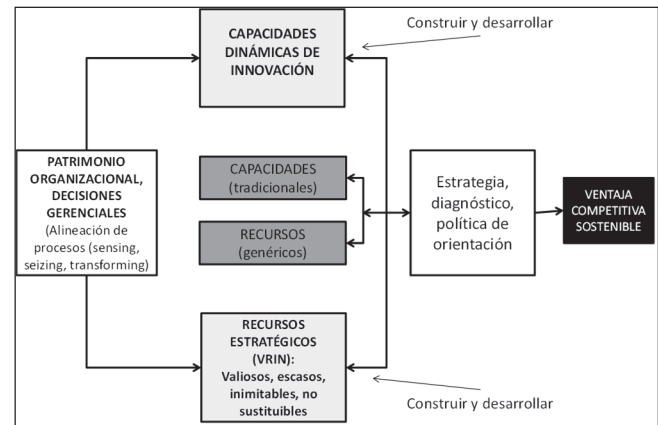 CAPACIDADES
DINÁMICAS DE
INNOVACIÓN
Construir y desarrollar
PATRIMONIO
ORGANIZACIONAL,
DECISIONES
GERENCIALES
(Alineación de
procesos (sensing,
seizing, transforming)
CAPACIDADES
(tradicionales)
RECURSOS
(genéricos)
Estrategia,
diagnóstico,
política de
orientación
VENTAJA
COMPETITIVA
SOSTENIBLE
RECURSOS
ESTRATÉGICOS
(VRIN):
Valiosos, escasos,
inimitables, no
sustituibles
Construir y desarrollar